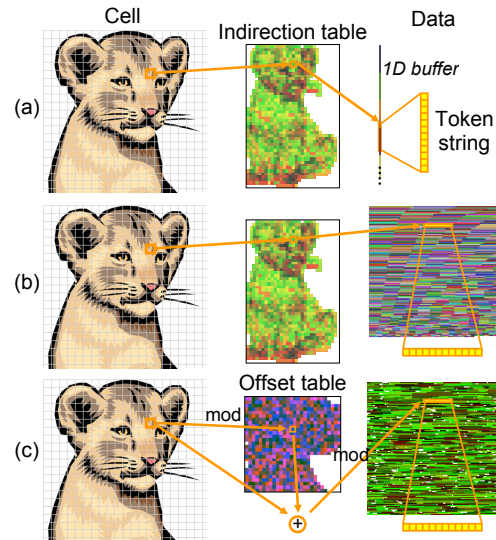 Cell
Indirection table
Data
(a)
1D buffer
Token
string
(b)
Offset table
(c)
mod
mod
+